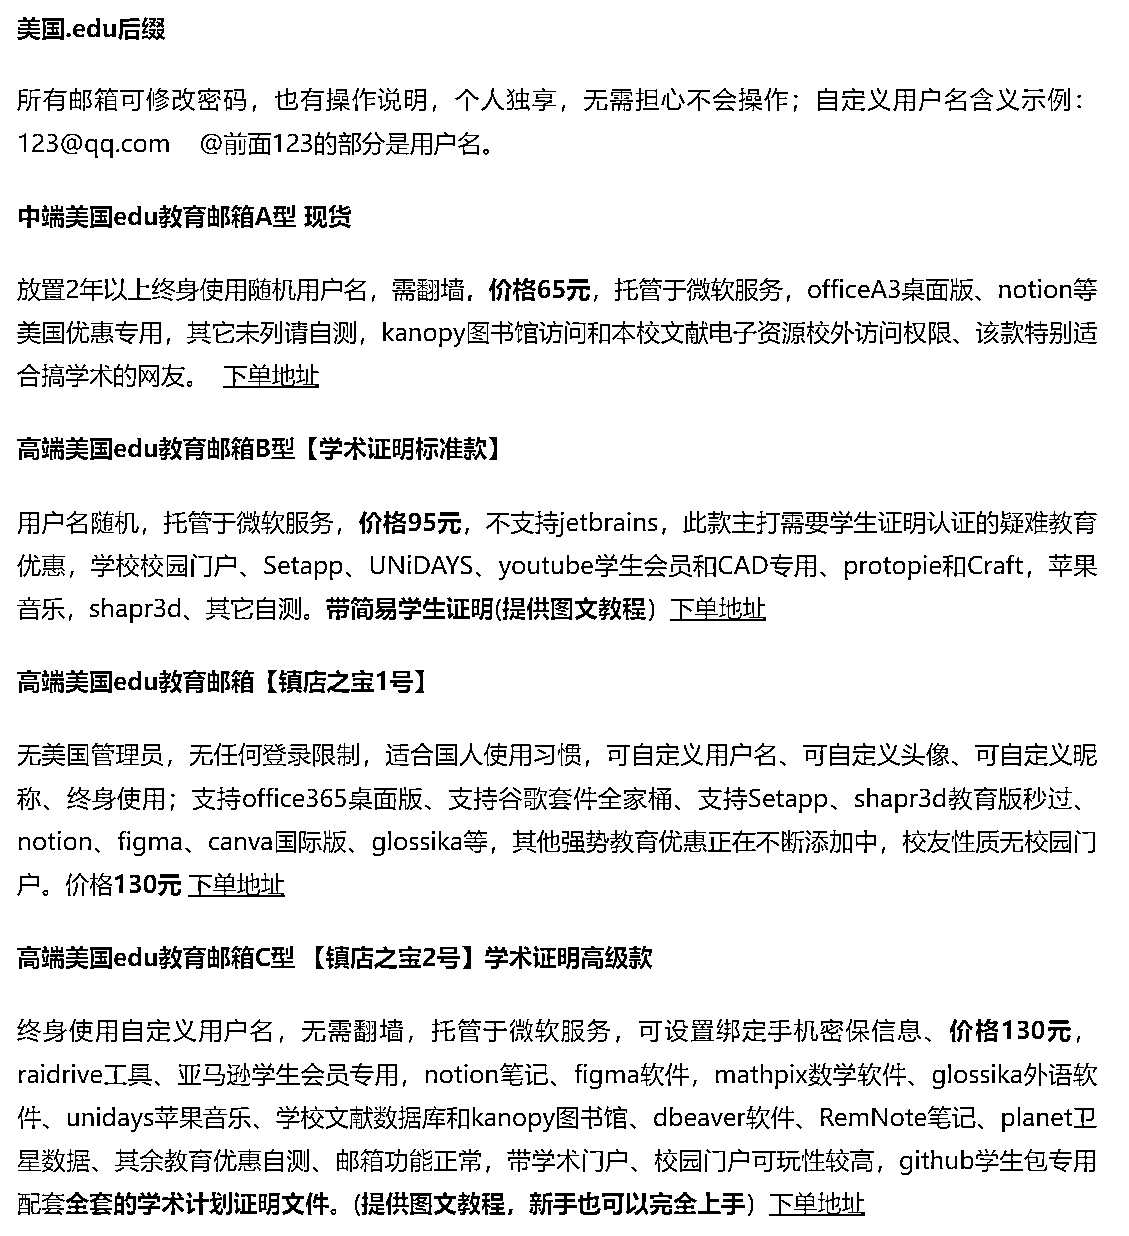 美国.edu后缀
所有邮箱可修改密码，也有操作说明，个人独享，无需担心不会操作；自定义用户名含义示例：
123@qq.com @前面123的部分是用户名。
中端美国edu教育邮箱A型 现货
放置2年以上终身使用随机用户名，需翻墙，价格65元，托管于微软服务，officeA3桌面版、notion等
美国优惠专用，其它未列请自测，kanopy图书馆访问和本校文献电子资源校外访问权限、该款特别适
合搞学术的网友。 下单地址
高端美国edu教育邮箱B型【学术证明标准款】
用户名随机，托管于微软服务，价格95元，不支持jetbrains，此款主打需要学生证明认证的疑难教育
优惠，学校校园门户、Setapp、UNiDAYS、youtube学生会员和CAD专用、protopie和Craft，苹果
音乐，shapr3d、其它自测。带简易学生证明(提供图文教程） 下单地址
高端美国edu教育邮箱【镇店之宝1号】
无美国管理员，无任何登录限制，适合国人使用习惯，可自定义用户名、可自定义头像、可自定义昵
称、终身使用；支持office365桌面版、支持谷歌套件全家桶、支持Setapp、shapr3d教育版秒过、
notion、figma、canva国际版、glossika等，其他强势教育优惠正在不断添加中，校友性质无校园门
户。价格130元 下单地址
高端美国edu教育邮箱C型 【镇店之宝2号】学术证明高级款
终身使用自定义用户名，无需翻墙，托管于微软服务，可设置绑定手机密保信息、价格130元，
raidrive工具、亚马逊学生会员专用，notion笔记、figma软件，mathpix数学软件、glossika外语软
件、unidays苹果音乐、学校文献数据库和kanopy图书馆、dbeaver软件、RemNote笔记、planet卫
星数据、其余教育优惠自测、邮箱功能正常，带学术门户、校园门户可玩性较高，github学生包专用
配套全套的学术计划证明文件。(提供图文教程，新手也可以完全上手） 下单地址